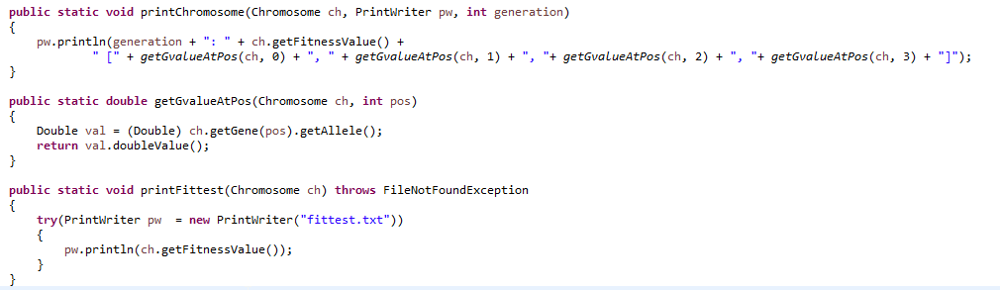 public static void printChromosome(Chromosome ch, PrintWriter pw, int generation)
{
    pw.println(generation + ": " + ch.getFitnessValue() +
            " [" + getGvalueAtPos(ch, 0) + ", " + getGvalueAtPos(ch, 1) + ", "+ getGvalueAtPos(ch, 2) + ", "+ getGvalueAtPos(ch, 3) + "]");
}
public static double getGvalueAtPos(Chromosome ch, int pos)
{
    Double val = (Double) ch.getGene(pos).getAllele();
    return val.doubleValue();
}
public static void printFittest(Chromosome ch) throws FileNotFoundException
{
    try(PrintWriter pw  = new PrintWriter("fittest.txt"))
    {
        pw.println(ch.getFitnessValue());
    }
}